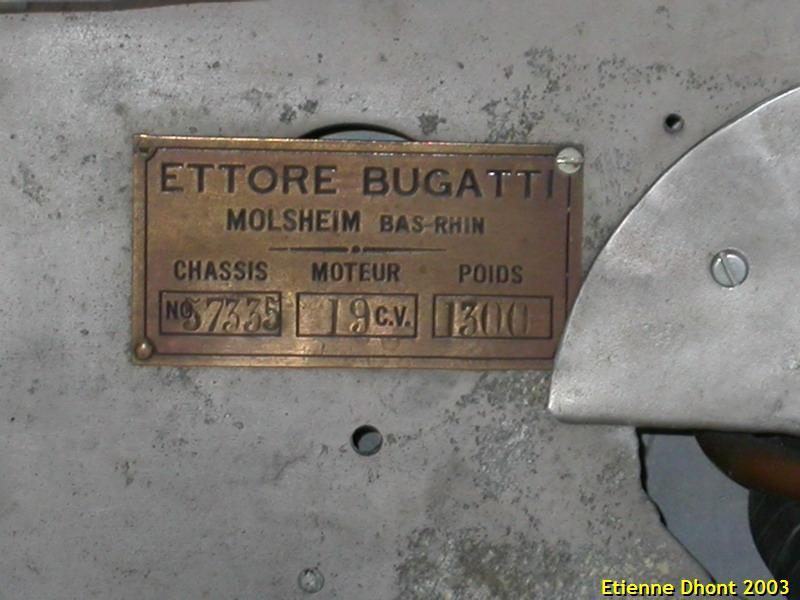 ETTORE BUGATTI
MOLSHEIM BAS-RHIN
CHASSIS MOTEUR POIDS
NO 57335 19 C.V. 1300
Etienne Dhont 2003